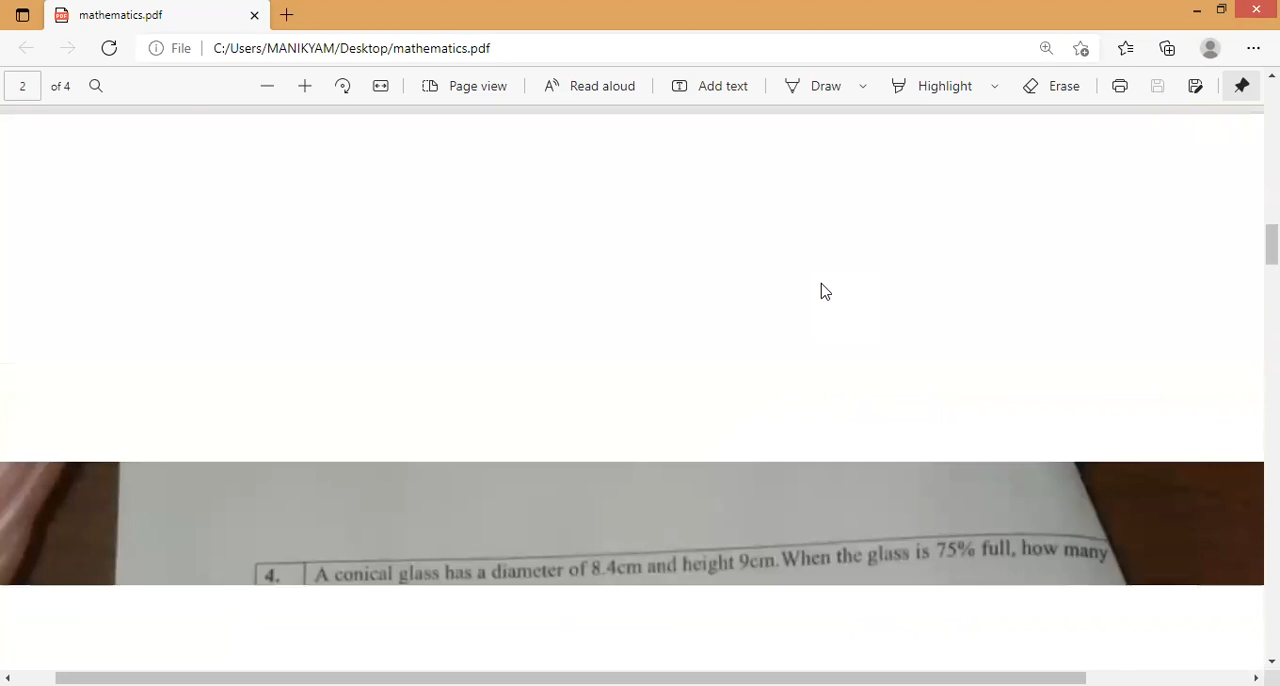 mathematics.pdf
File C:/Users/MANIKYAM/Desktop/mathematics.pdf
2 of 4 Page view Read aloud Add text Draw Highlight Erase
4. A conical glass has a diameter of 8.4cm and height 9cm.When the glass is 75% full, how many